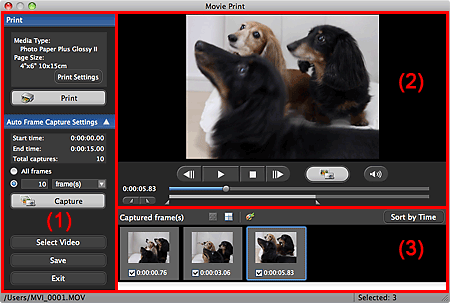 Movie Print
Print
Media Type:
Photo Paper Plus Glossy II
Page Size:
4"x6" 10x15cm
Print Settings
Print
Auto Frame Capture Settings
Start time: 0:00:00.00
End time: 0:00:15.00
Total captures: 10
All frames
10 frame(s)
Capture
(1)
Select Video
Save
Exit
(2)
0:00:05.83
Captured frame(s)
Sort by Time
(3)
0:00:00.76
0:00:03.06
0:00:05.83
/Users/MVI_0001.MOV
Selected: 3